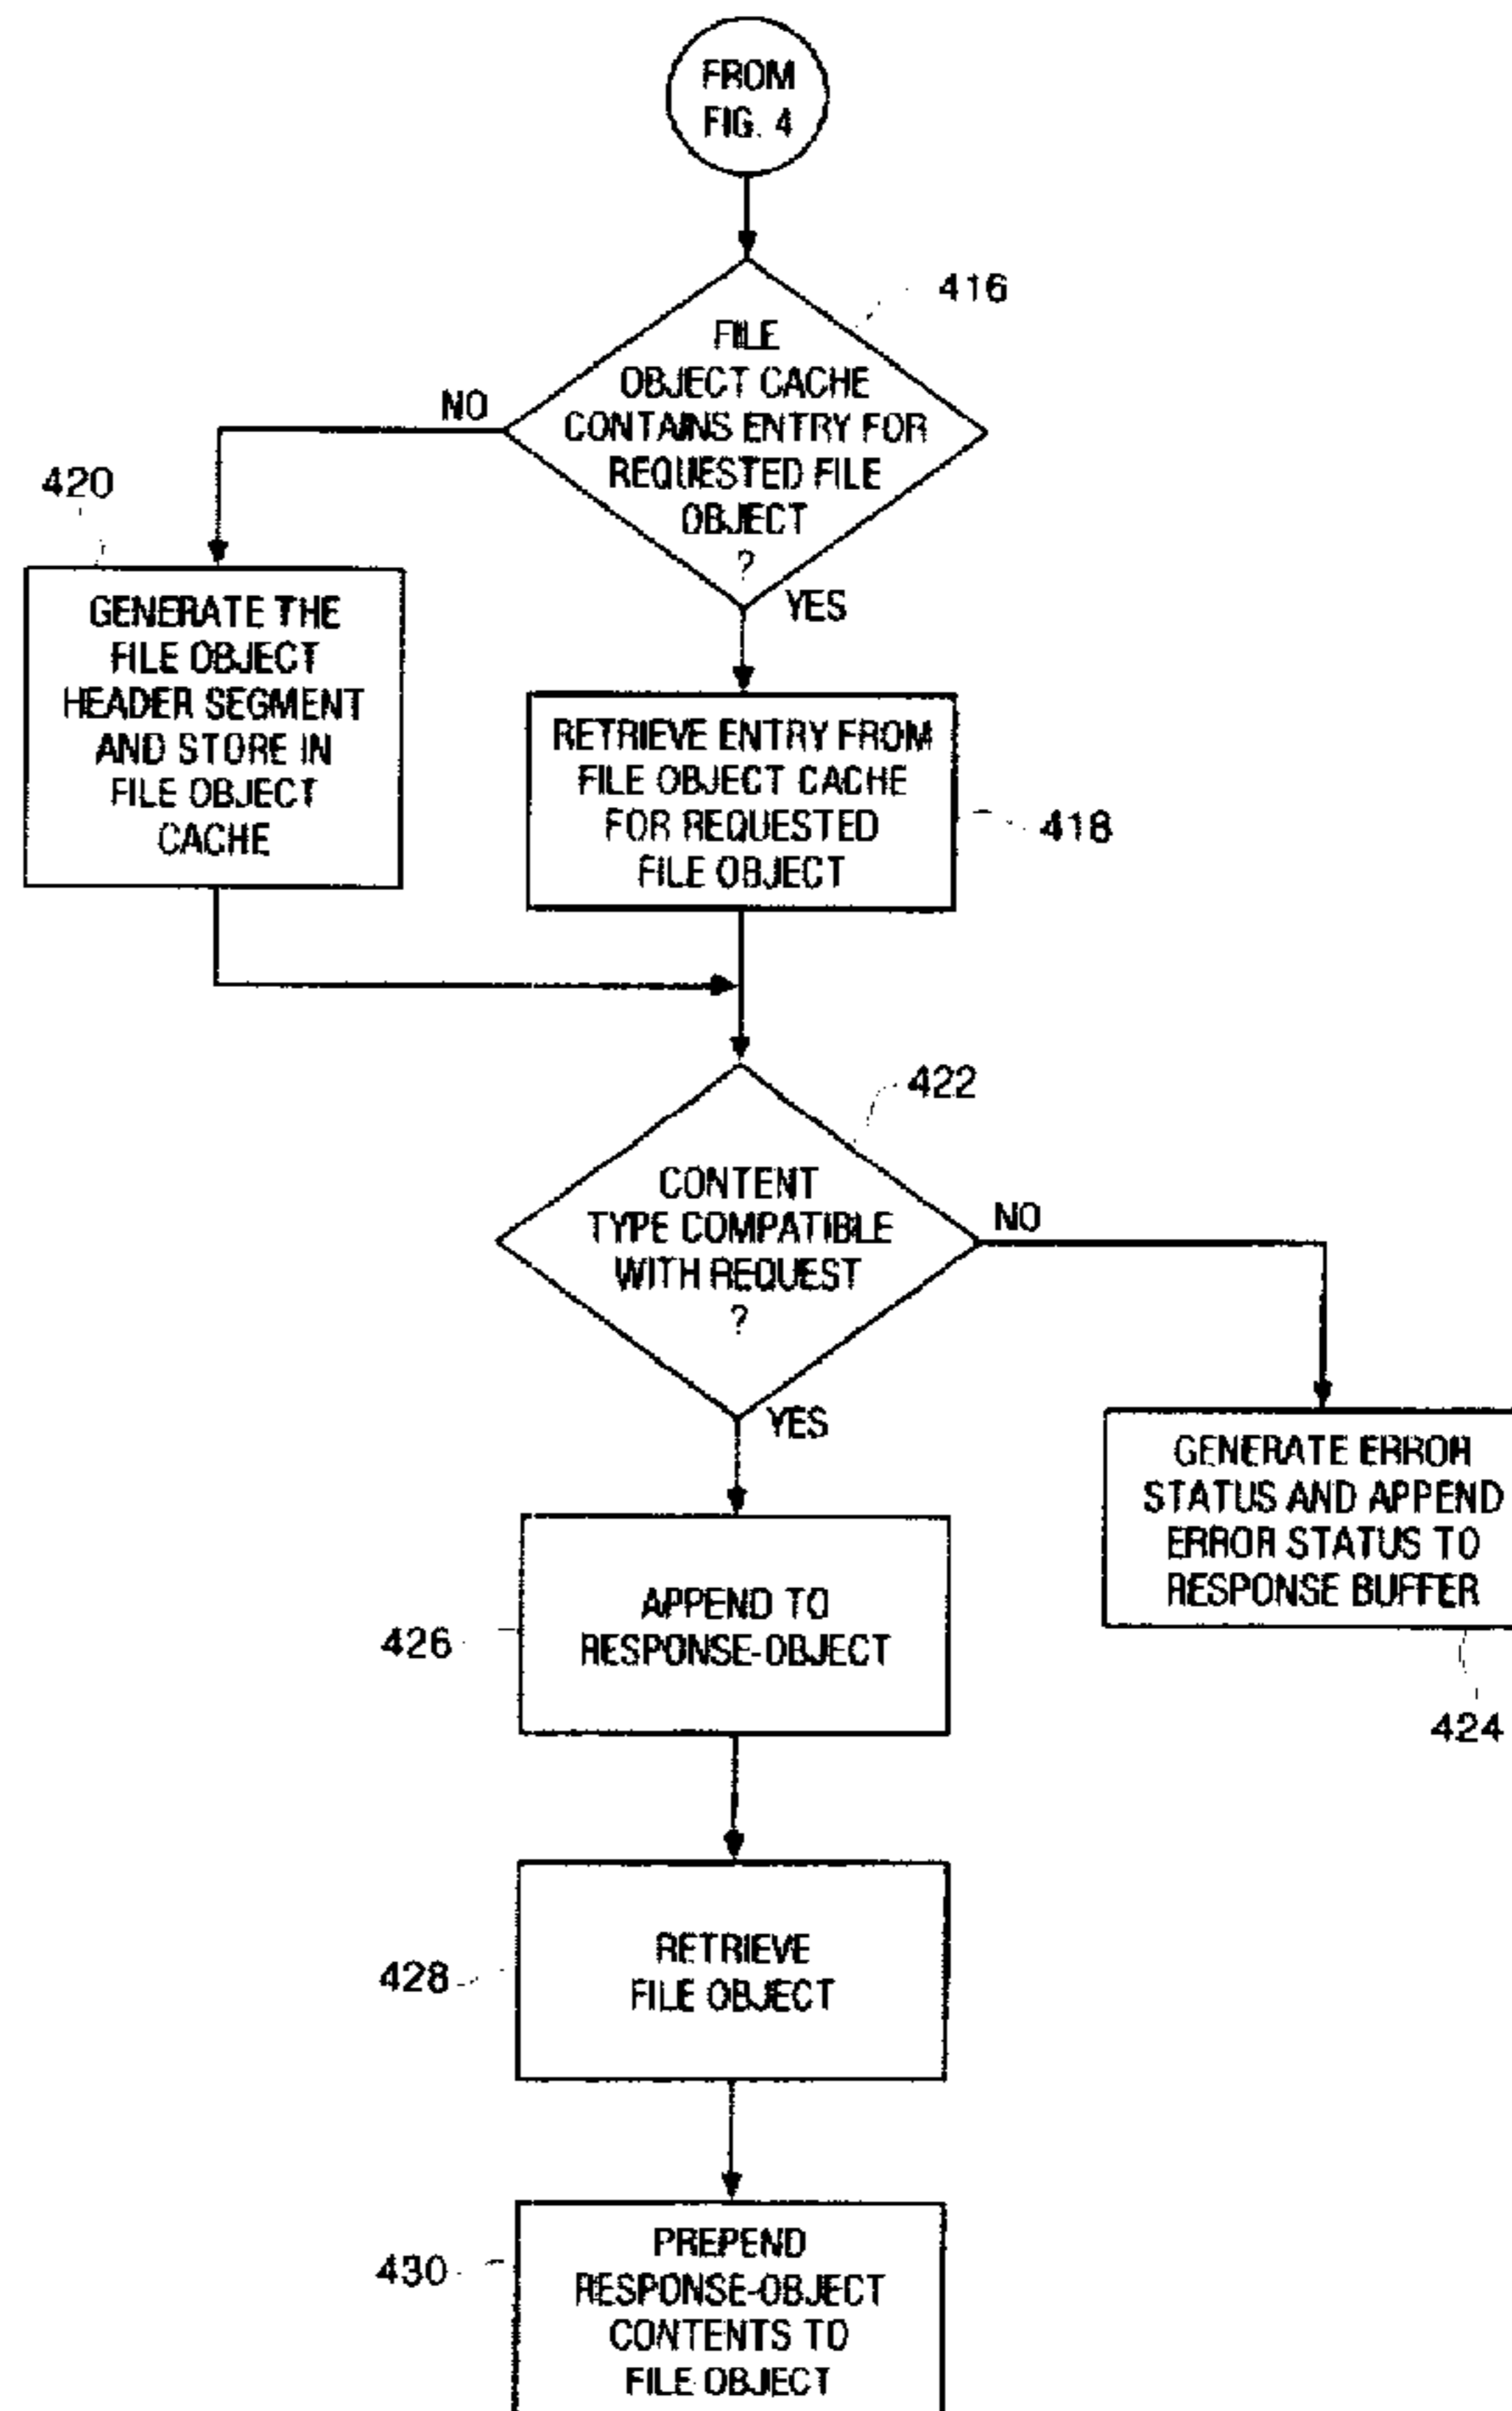 FROM
FIG. 4
416
FILE
OBJECT CACHE
CONTAINS ENTRY FOR
REQUESTED FILE
OBJECT
?
NO
YES
420
GENERATE THE
FILE OBJECT
HEADER SEGMENT
AND STORE IN
FILE OBJECT
CACHE
RETRIEVE ENTRY FROM
FILE OBJECT CACHE
FOR REQUESTED
FILE OBJECT
418
422
CONTENT
TYPE COMPATIBLE
WITH REQUEST
?
NO
YES
GENERATE ERROR
STATUS AND APPEND
ERROR STATUS TO
RESPONSE BUFFER
424
APPEND TO
RESPONSE-OBJECT
426
RETRIEVE
FILE OBJECT
428
PREPEND
RESPONSE-OBJECT
CONTENTS TO
FILE OBJECT
430